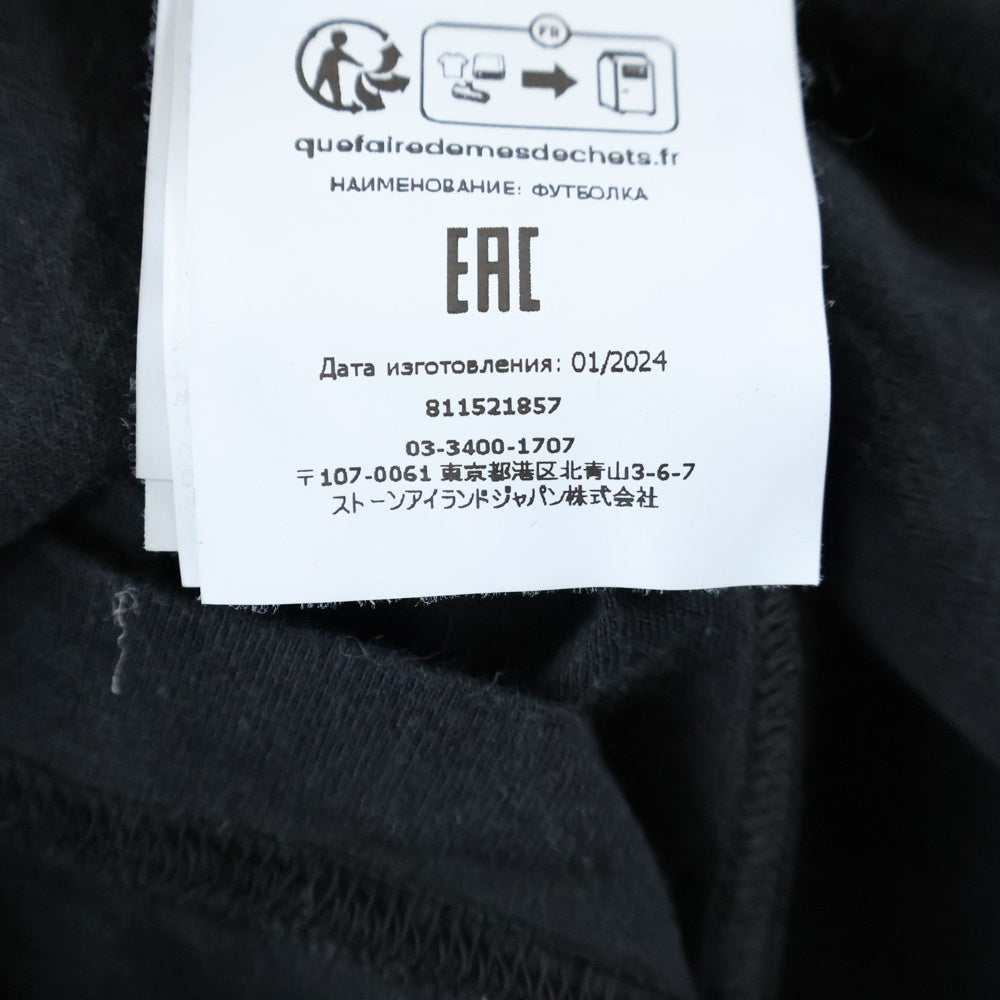 FR
quefairedemesdechets.fr
НАИМЕНОВАНИЕ: ФУТБОЛКА
EAC
Дата изготовления: 01/2024
811521857
03-3400-1707
〒107-0061 東京都港区北青山3-6-7
ストーンアイランドジャパン株式会社